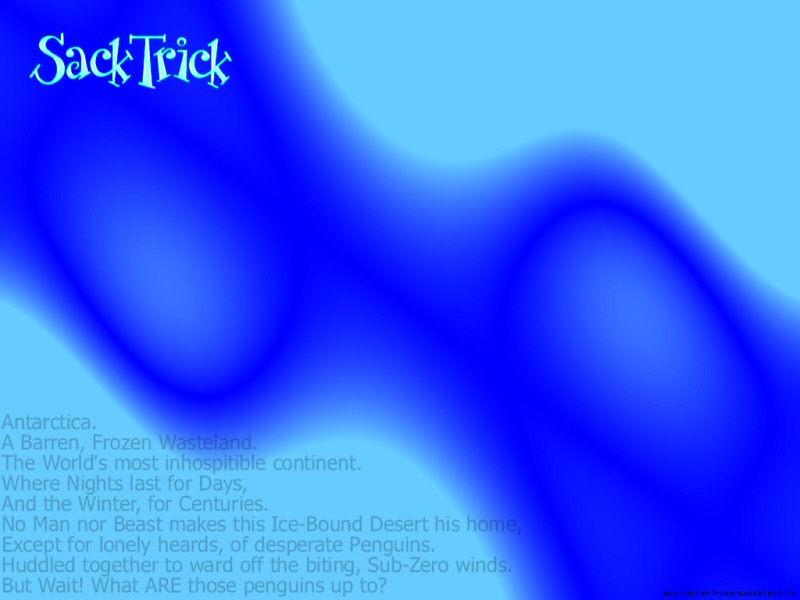 SackTrick
Antarctica.
A Barren, Frozen Wasteland.
The World's most inhospitible continent.
Where Nights last for Days,
And the Winter, for Centuries.
No Man nor Beast makes this Ice-Bound Desert his home,
Except for lonely heards, of desperate Penguins.
Huddled together to ward off the biting, Sub-Zero winds.
But Wait! What ARE those penguins up to?